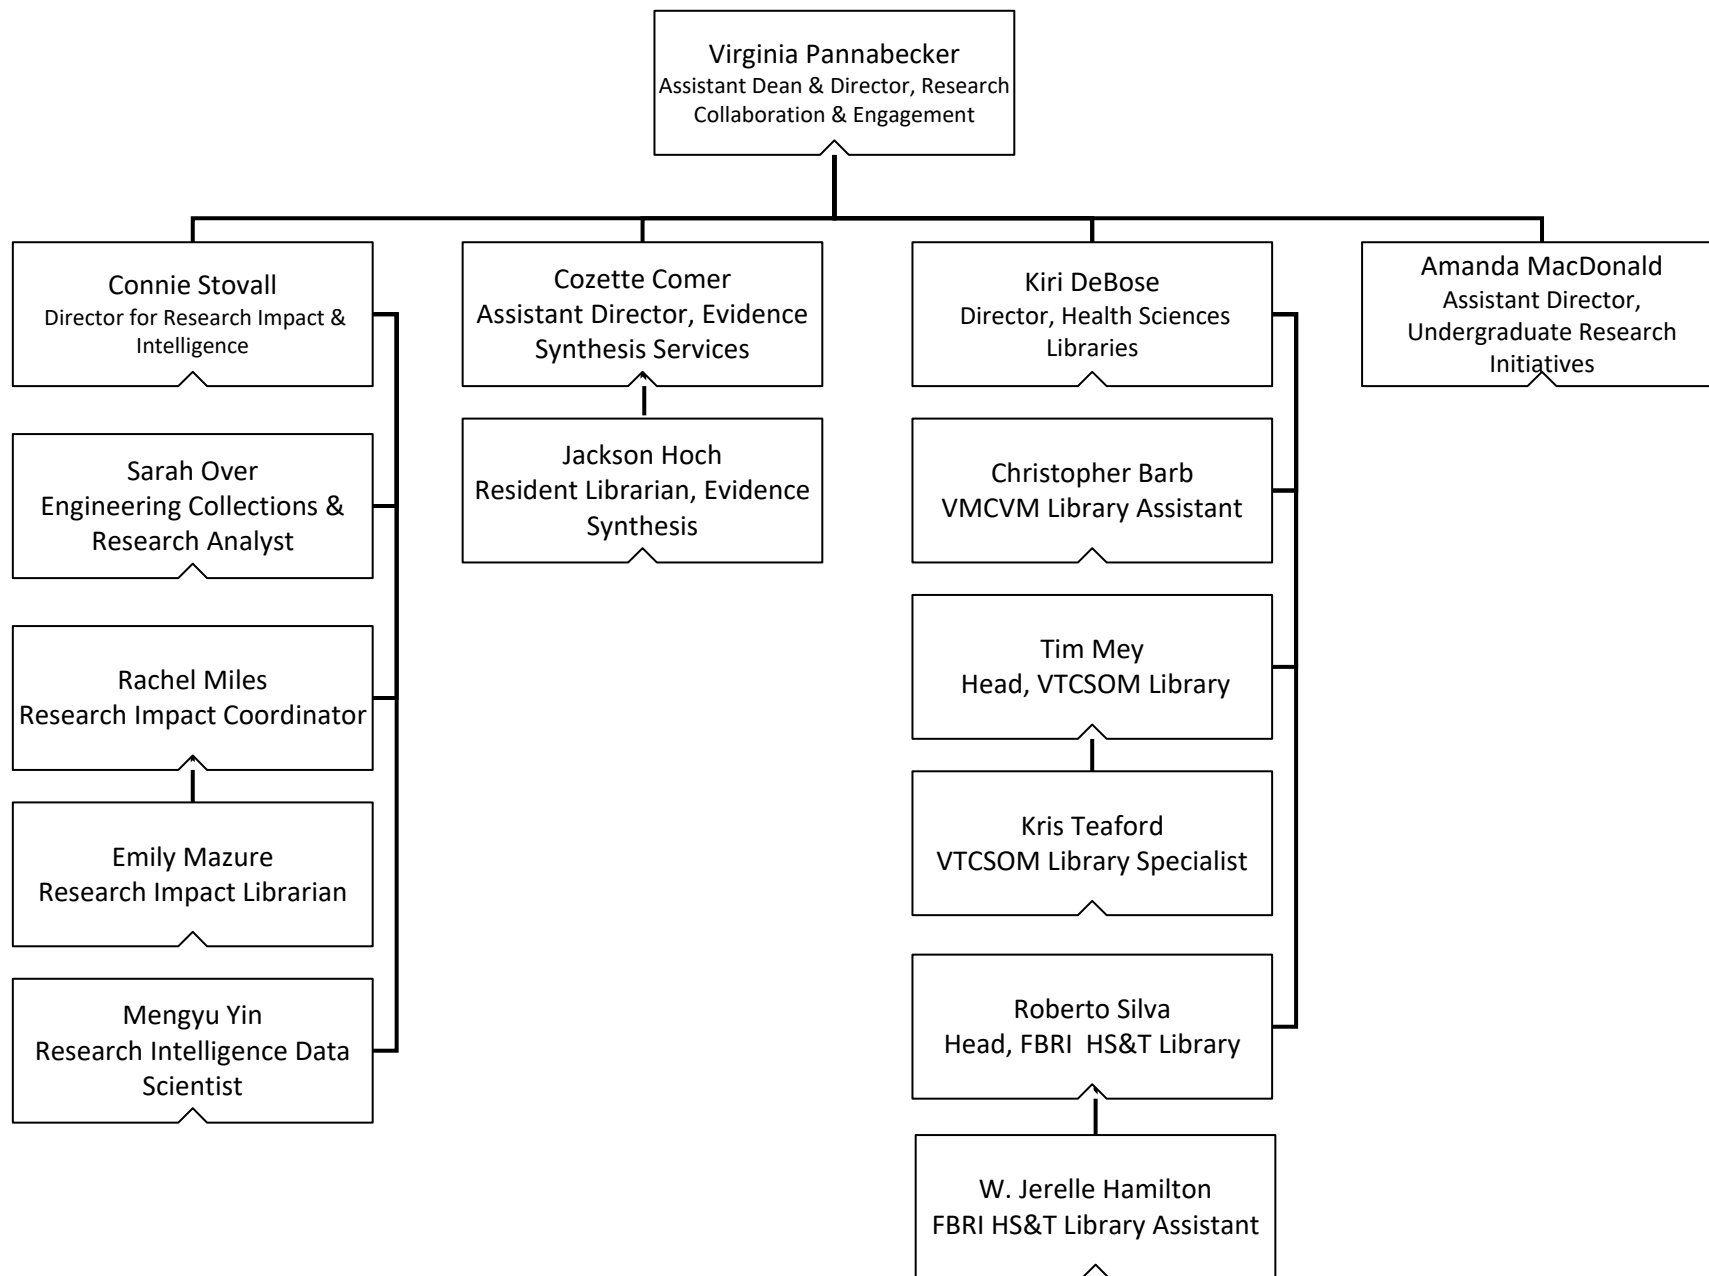 Virginia Pannabecker
Assistant Dean & Director, Research
Collaboration & Engagement
Connie Stovall
Director for Research Impact &
Intelligence
Cozette Comer
Assistant Director, Evidence
Synthesis Services
Kiri DeBose
Director, Health Sciences
Libraries
Amanda MacDonald
Assistant Director,
Undergraduate Research
Initiatives
Sarah Over
Engineering Collections &
Research Analyst
Jackson Hoch
Resident Librarian, Evidence
Synthesis
Christopher Barb
VMCVM Library Assistant
Rachel Miles
Research Impact Coordinator
Tim Mey
Head, VTCSOM Library
Emily Mazure
Research Impact Librarian
Kris Teaford
VTCSOM Library Specialist
Mengyu Yin
Research Intelligence Data
Scientist
Roberto Silva
Head, FBRI  HS&T Library
W. Jerelle Hamilton
FBRI HS&T Library Assistant